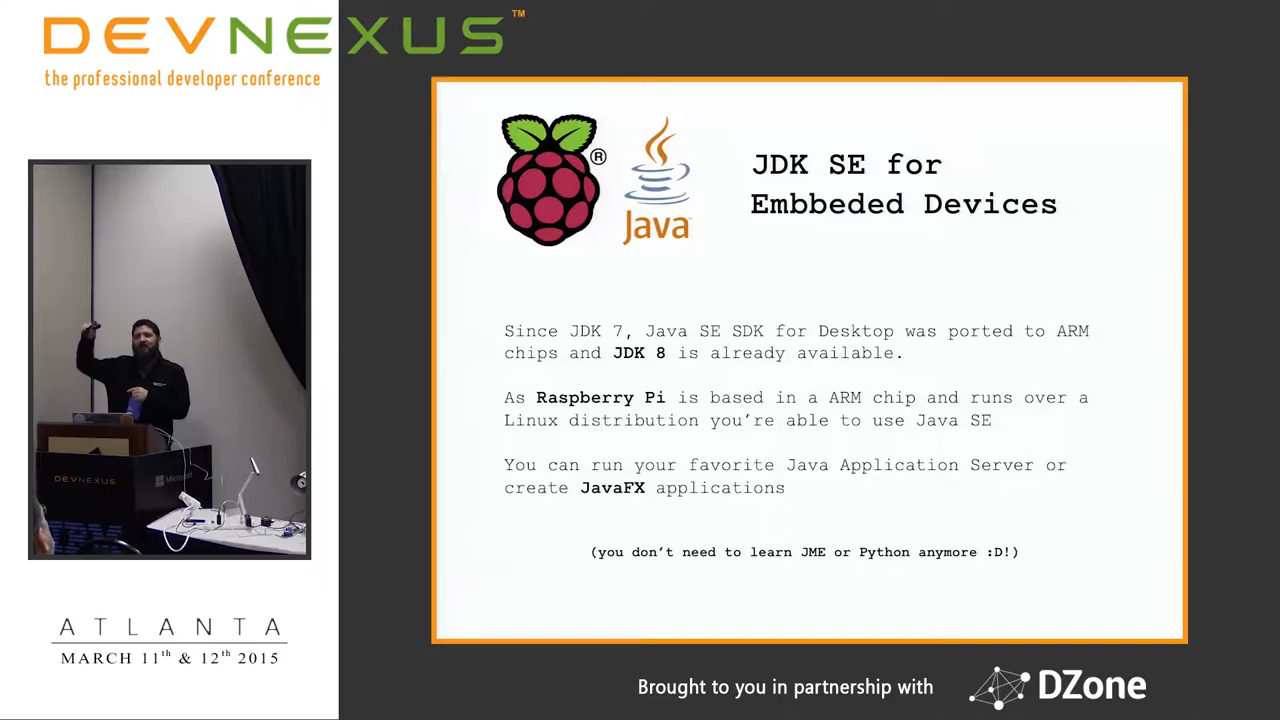 DEVNEXUS™
the professional developer conference
®
Java™
JDK SE for
Embbeded Devices
Since JDK 7, Java SE SDK for Desktop was ported to ARM
chips and JDK 8 is already available.
As Raspberry Pi is based in a ARM chip and runs over a
Linux distribution you're able to use Java SE
You can run your favorite Java Application Server or
create JavaFX applications
(you don't need to learn JME or Python anymore :D!)
DEVNEXUS
Microsoft
IBM
ATLANTA
MARCH 11th & 12th 2015
Brought to you in partnership with
DZone